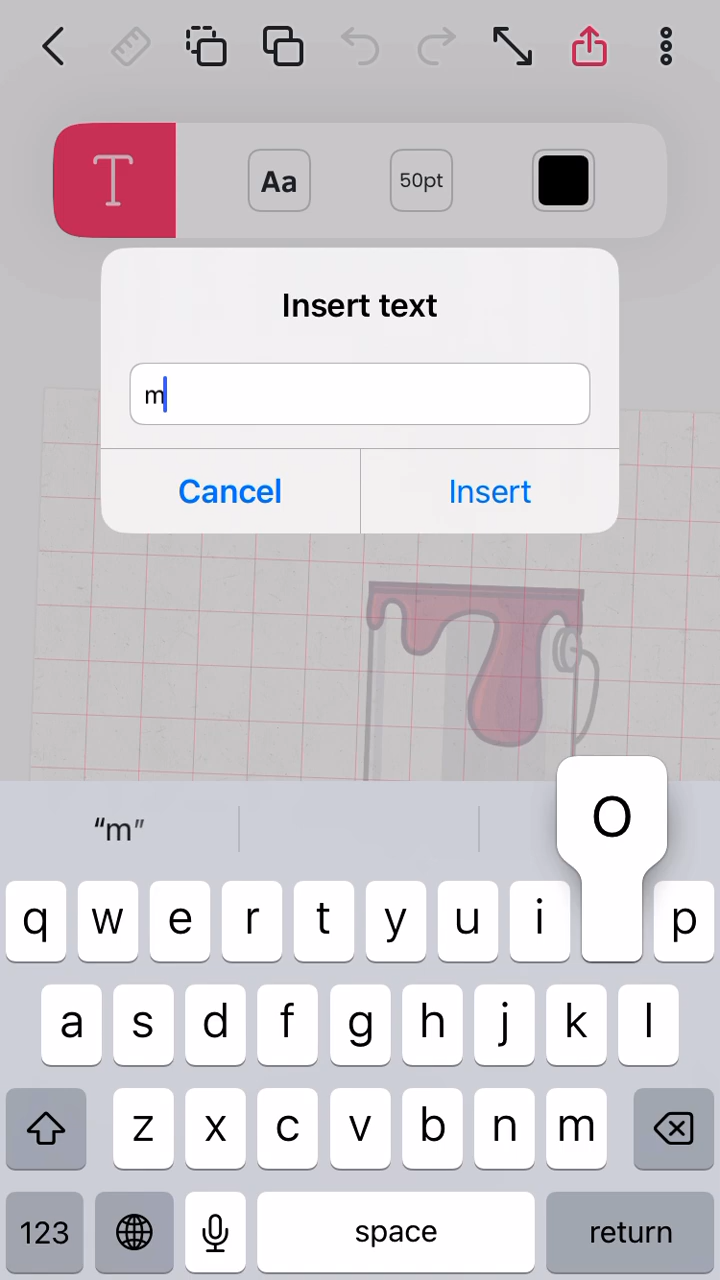 T Aa 50pt
Insert text
m
Cancel Insert
“m”
O
q w e r t y u i p
a s d f g h j k l
z x c v b n m
123 space return